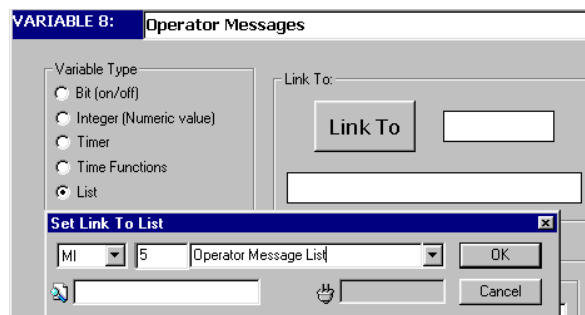 VARIABLE 8: Operator Messages
Variable Type
Link To:
Bit (on/off)
Integer (Numeric value)
Link To
Timer
Time Functions
List
Set Link To List
MI 5 Operator Message List OK
Cancel